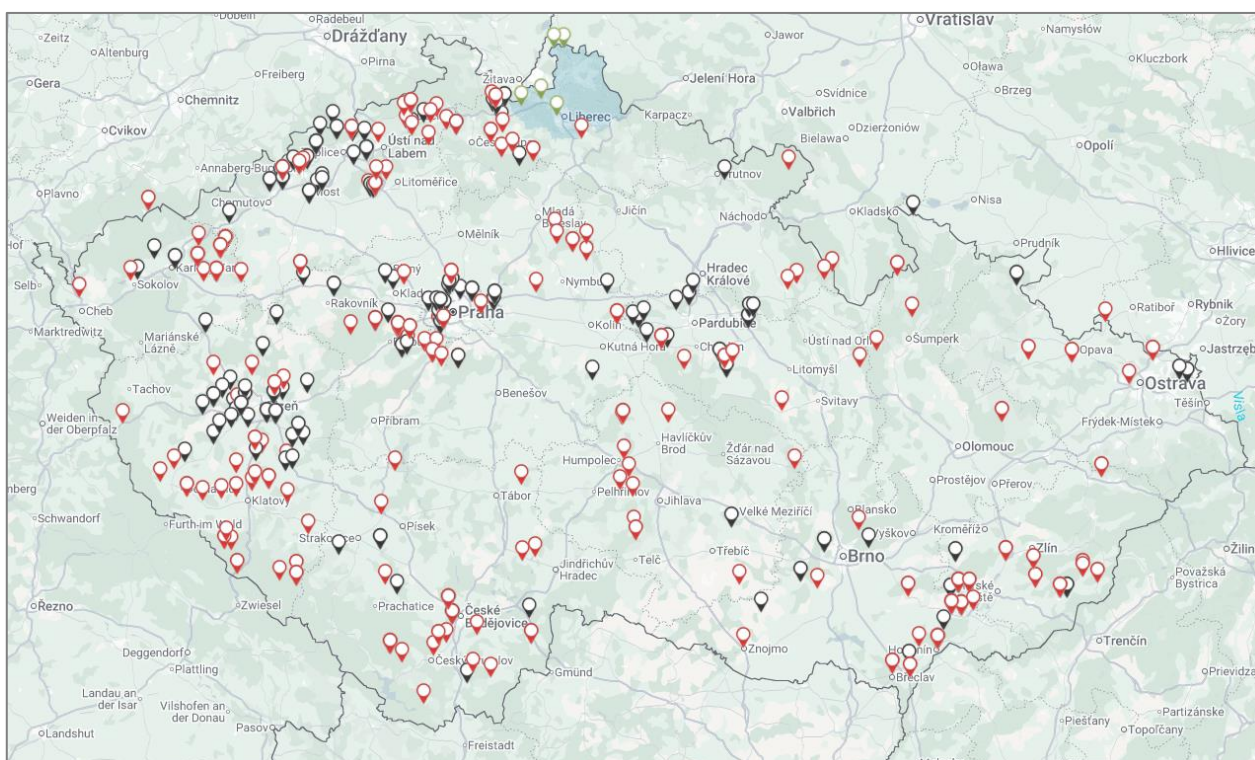 Döbeln
Radebeul
Vratislav
Namysłów
Zeitz
Altenburg
Drážďany
Jawor
Kluczbork
Pirna
Oława
Gera
Freiberg
Žitava
Jelení Hora
Svídnice
Brzeg
Chemnitz
Liberec
Karpacz
Valbřich
Cvikov
Bielawa
Dzierżoniów
Opolí
Ústí nad
Labem
Plavno
Litoměřice
Trutnov
Chomutov
Most
Jičín
Nisa
Mladá
Boleslav
Náchod
Kladsko
Hof
Mělník
Prudník
Hlivice
Karlovy Vary
Hradec
Králové
Selb
Sokolov
Nymburk
Rakovník
Ratiboř
Rybnik
Cheb
Praha
Kolín
Pardubice
Żory
Marktredwitz
Mariánské
Lázně
Kutná Hora
Ústí nad Orlicí
Šumperk
Opava
Jastrzęb
Tachov
Benešov
Litomyšl
Ostrava
Svitavy
Těšín
Weiden in
der Oberpfalz
Příbram
Visla
Frýdek-Místek
Havlíčkův
Brod
Žďár nad
Sázavou
Olomouc
Humpolec
Tábor
Pelhřimov
Prostějov
Přerov
Klatovy
Jihlava
Schwandorf
Furth im Wald
Písek
Velké Meziříčí
Blansko
Kroměříž
Strakonice
Vyškov
Telč
Třebíč
Brno
Zlín
Žilin
Jindřichův
Hradec
Považská
Bystrica
Řezno
Zwiesel
Prachatice
České
Budějovice
Deggendorf
Znojmo
Hodonín
Trenčín
Plattling
Český Krumlov
Gmünd
Břeclav
Prievidza
Landau an
der Isar
Vilshofen an
der Donau
Pasov
Partizánske
Piešťany
Topoľčany
Landshut
Freistadt